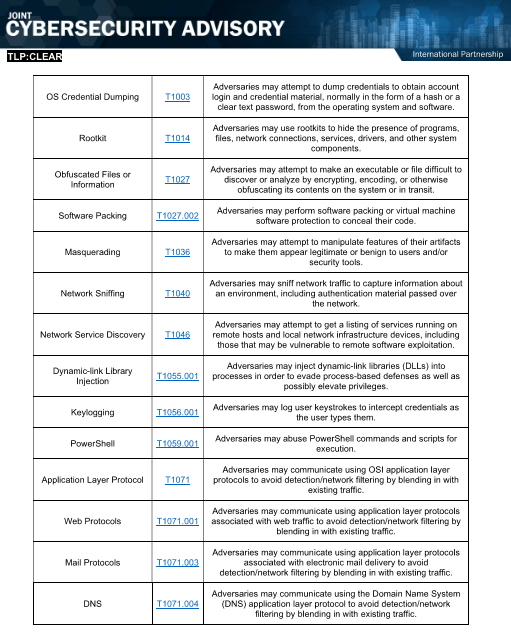 JOINT
CYBERSECURITY ADVISORY
TLP:CLEAR
International Partnership
OS Credential Dumping
T1003
Adversaries may attempt to dump credentials to obtain account
login and credential material, normally in the form of a hash or a
clear text password, from the operating system and software.
Rootkit
T1014
Adversaries may use rootkits to hide the presence of programs,
files, network connections, services, drivers, and other system
components.
Obfuscated Files or
Information
T1027
Adversaries may attempt to make an executable or file difficult to
discover or analyze by encrypting, encoding, or otherwise
obfuscating its contents on the system or in transit.
Software Packing
T1027.002
Adversaries may perform software packing or virtual machine
software protection to conceal their code.
Masquerading
T1036
Adversaries may attempt to manipulate features of their artifacts
to make them appear legitimate or benign to users and/or
security tools.
Network Sniffing
T1040
Adversaries may sniff network traffic to capture information about
an environment, including authentication material passed over
the network.
Network Service Discovery
T1046
Adversaries may attempt to get a listing of services running on
remote hosts and local network infrastructure devices, including
those that may be vulnerable to remote software exploitation.
Dynamic-link Library
Injection
T1055.001
Adversaries may inject dynamic-link libraries (DLLs) into
processes in order to evade process-based defenses as well as
possibly elevate privileges.
Keylogging
T1056.001
Adversaries may log user keystrokes to intercept credentials as
the user types them.
PowerShell
T1059.001
Adversaries may abuse PowerShell commands and scripts for
execution.
Application Layer Protocol
T1071
Adversaries may communicate using OSI application layer
protocols to avoid detection/network filtering by blending in with
existing traffic.
Web Protocols
T1071.001
Adversaries may communicate using application layer protocols
associated with web traffic to avoid detection/network filtering by
blending in with existing traffic.
Mail Protocols
T1071.003
Adversaries may communicate using application layer protocols
associated with electronic mail delivery to avoid
detection/network filtering by blending in with existing traffic.
DNS
T1071.004
Adversaries may communicate using the Domain Name System
(DNS) application layer protocol to avoid detection/network
filtering by blending in with existing traffic.